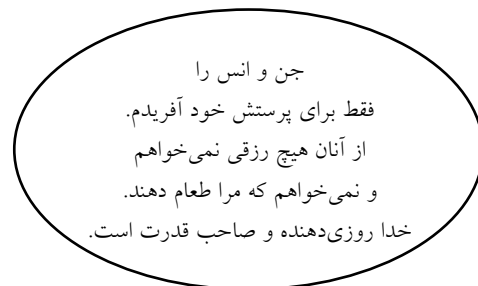 جن و انس را
فقط برای پرستش خود آفریدم.
از آنان هیچ رزقی نمی‌خواهم
و نمی‌خواهم که مرا طعام دهند.
خدا روزی‌دهنده و صاحب قدرت است.